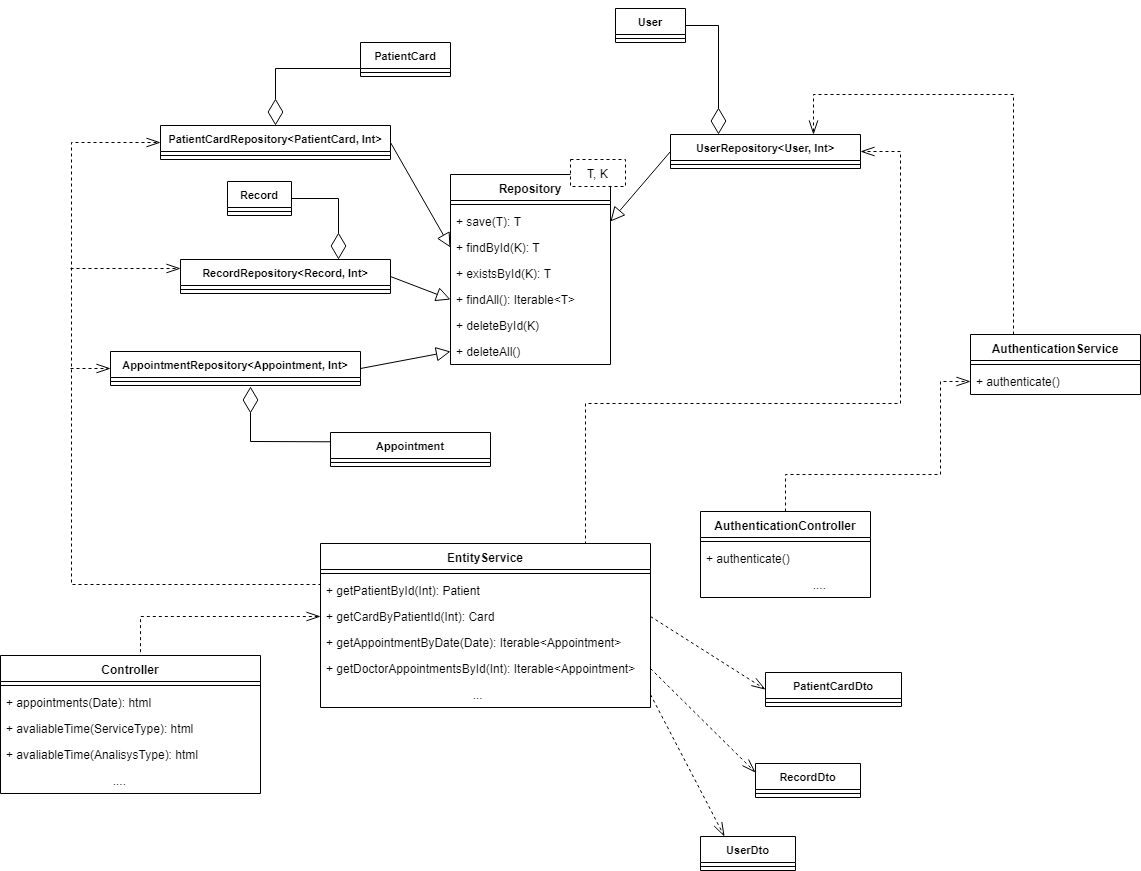 User
PatientCard
PatientCardRepository<PatientCard, Int>
UserRepository<User, Int>
T, K
Repository
+ save(T): T
+ findById(K): T
+ existsById(K): T
+ findAll(): Iterable<T>
+ deleteById(K)
+ deleteAll()
Record
RecordRepository<Record, Int>
AppointmentRepository<Appointment, Int>
Appointment
AuthenticationService
+ authenticate()
AuthenticationController
+ authenticate()
....
EntityService
+ getPatientById(Int): Patient
+ getCardByPatientId(Int): Card
+ getAppointmentByDate(Date): Iterable<Appointment>
+ getDoctorAppointmentsById(Int): Iterable<Appointment>
...
Controller
+ appointments(Date): html
+ avaliableTime(ServiceType): html
+ avaliableTime(AnalisysType): html
....
PatientCardDto
RecordDto
UserDto